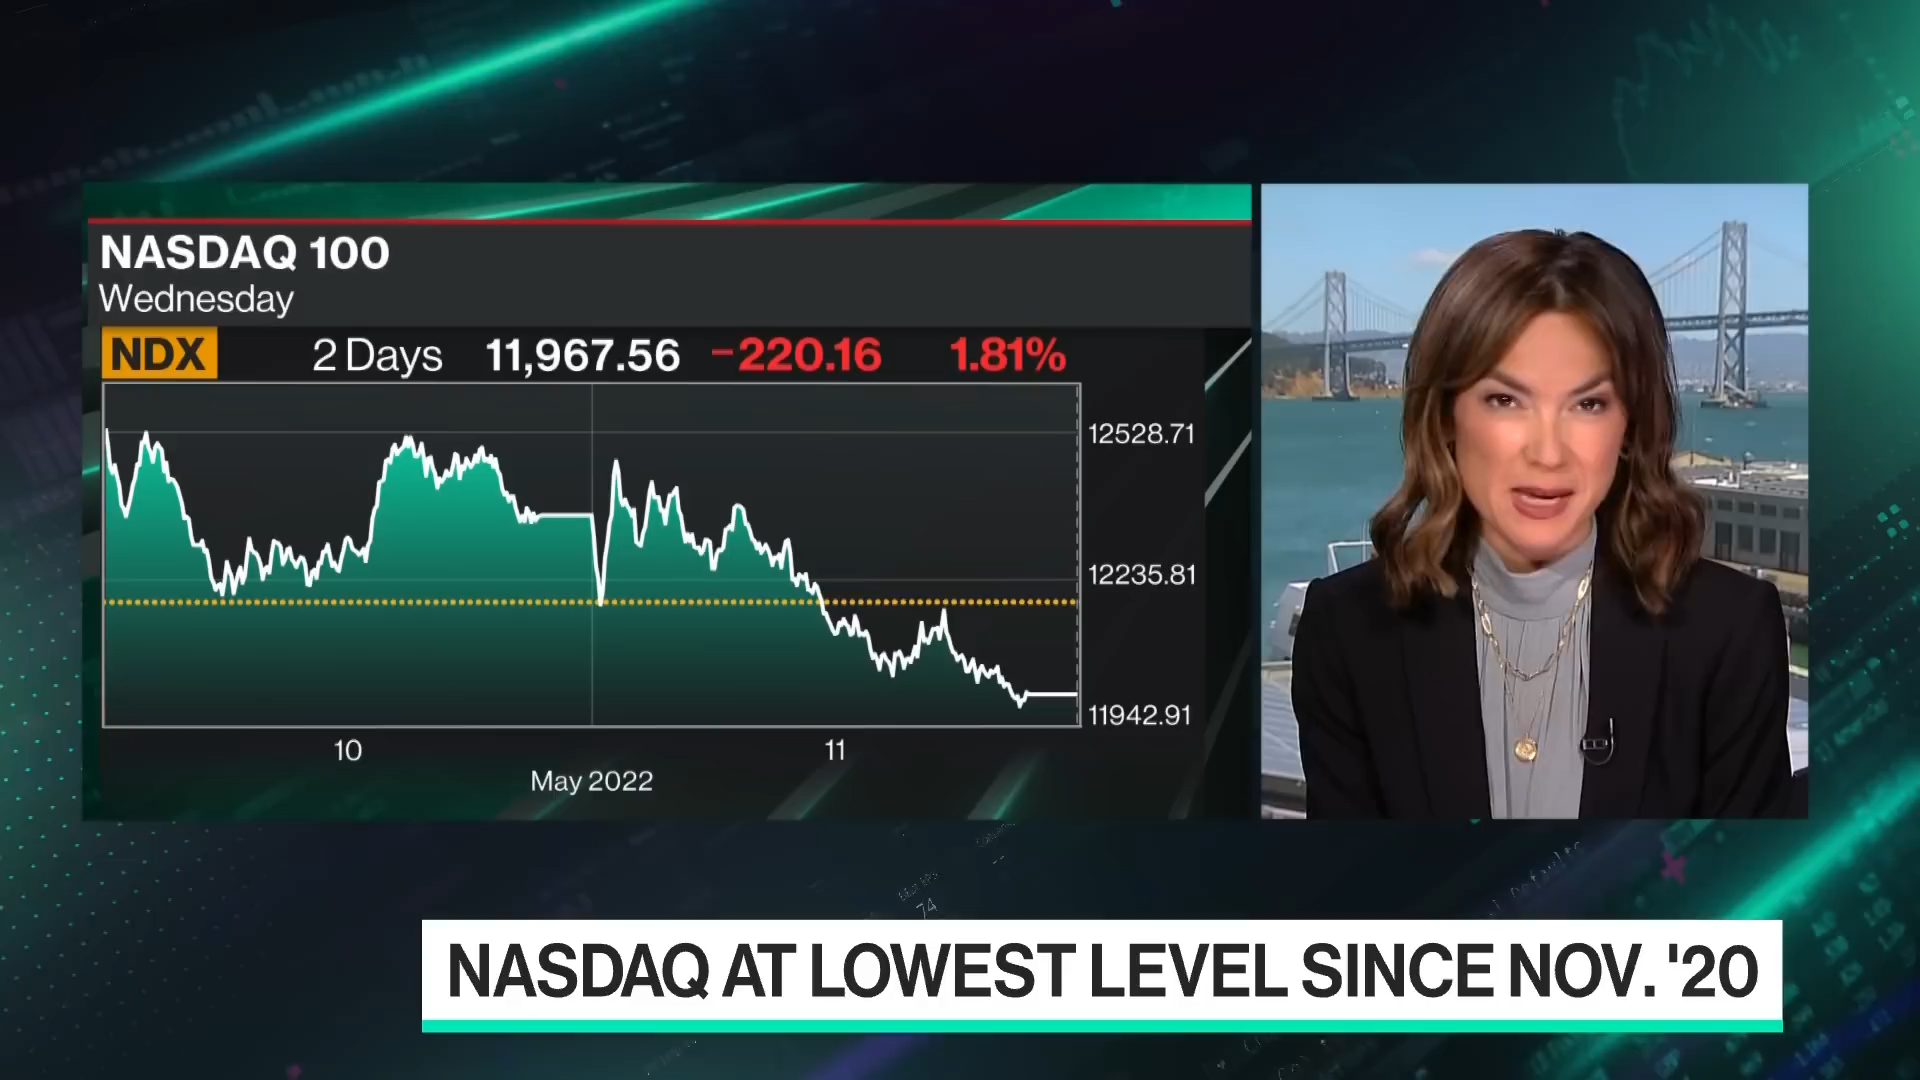 NASDAQ 100
Wednesday
NDX 2 Days 11,967.56 -220.16 1.81%
12528.71
12235.81
11942.91
10 11
May 2022
74
NASDAQ AT LOWEST LEVEL SINCE NOV. '20